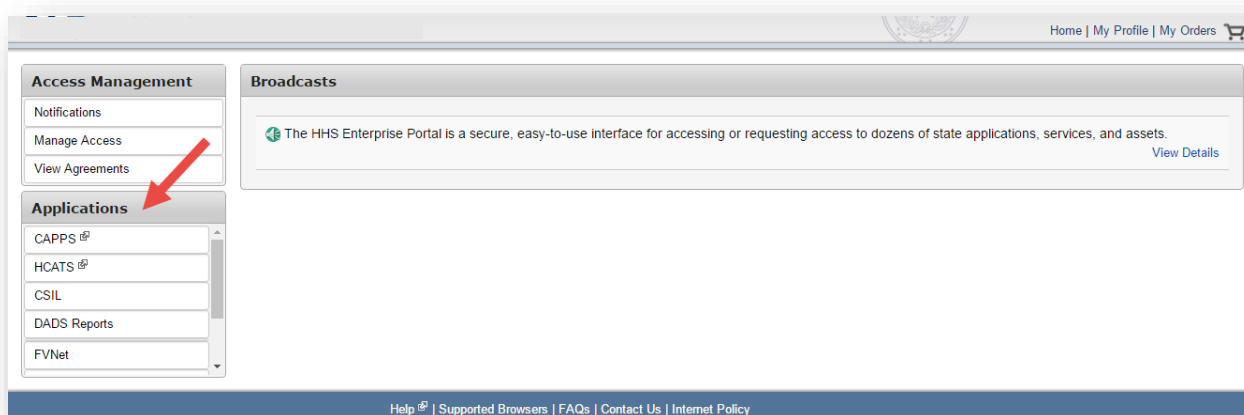 Home | My Profile | My Orders
Access Management
Notifications
Manage Access
View Agreements
Applications
CAPPS
HCATS
CSIL
DADS Reports
FVNet
Broadcasts
The HHS Enterprise Portal is a secure, easy-to-use interface for accessing or requesting access to dozens of state applications, services, and assets.
View Details
Help | Supported Browsers | FAQs | Contact Us | Internet Policy